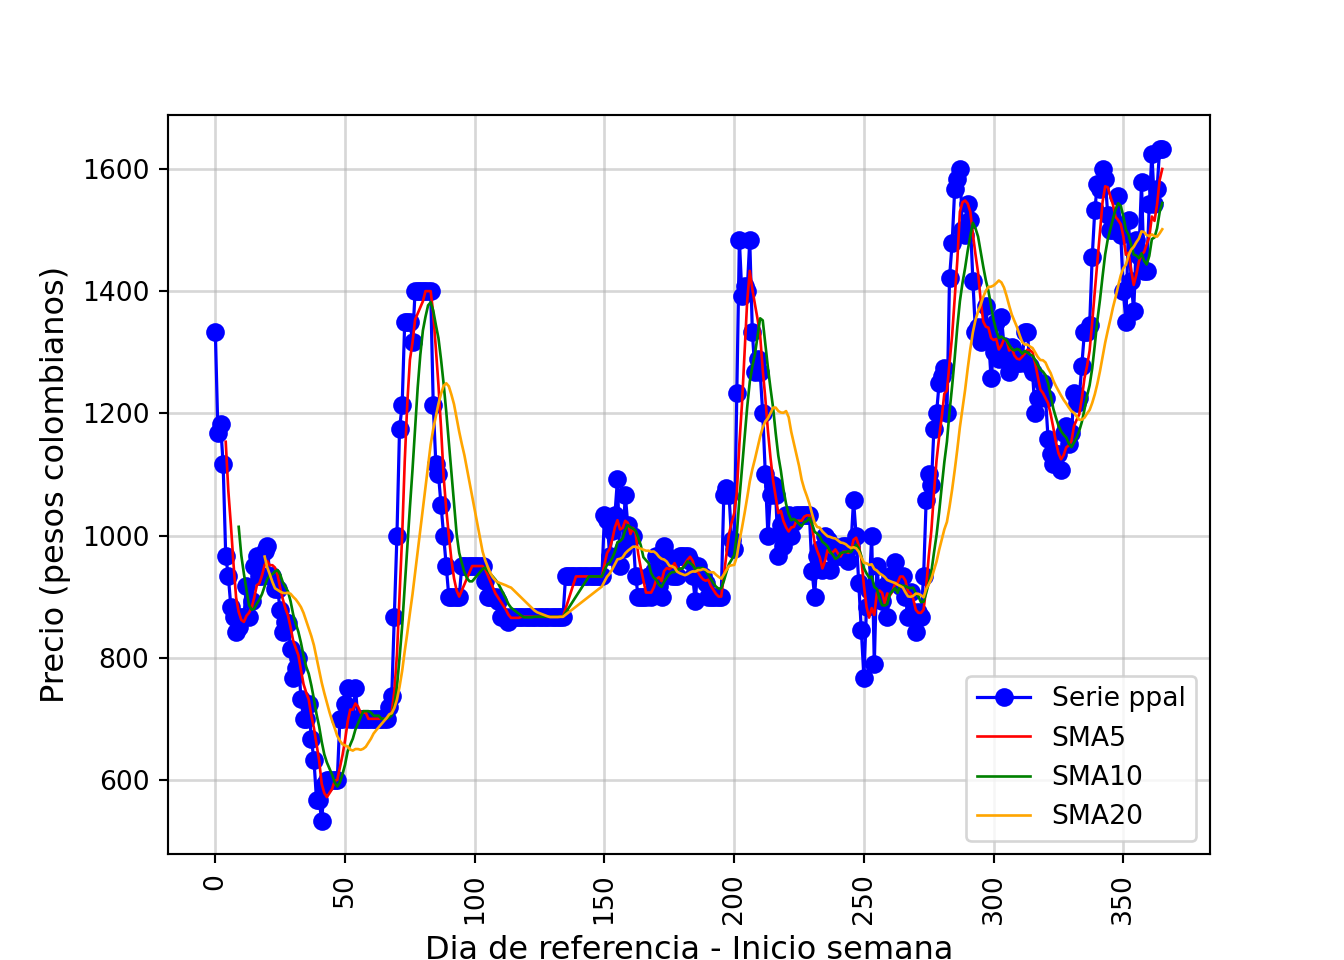 Precio (pesos colombianos)
1600
1400
1200
1000
800
600
Serie ppal
SMA5
SMA10
SMA20
0
50
100
150
200
250
300
350
Dia de referencia - Inicio semana